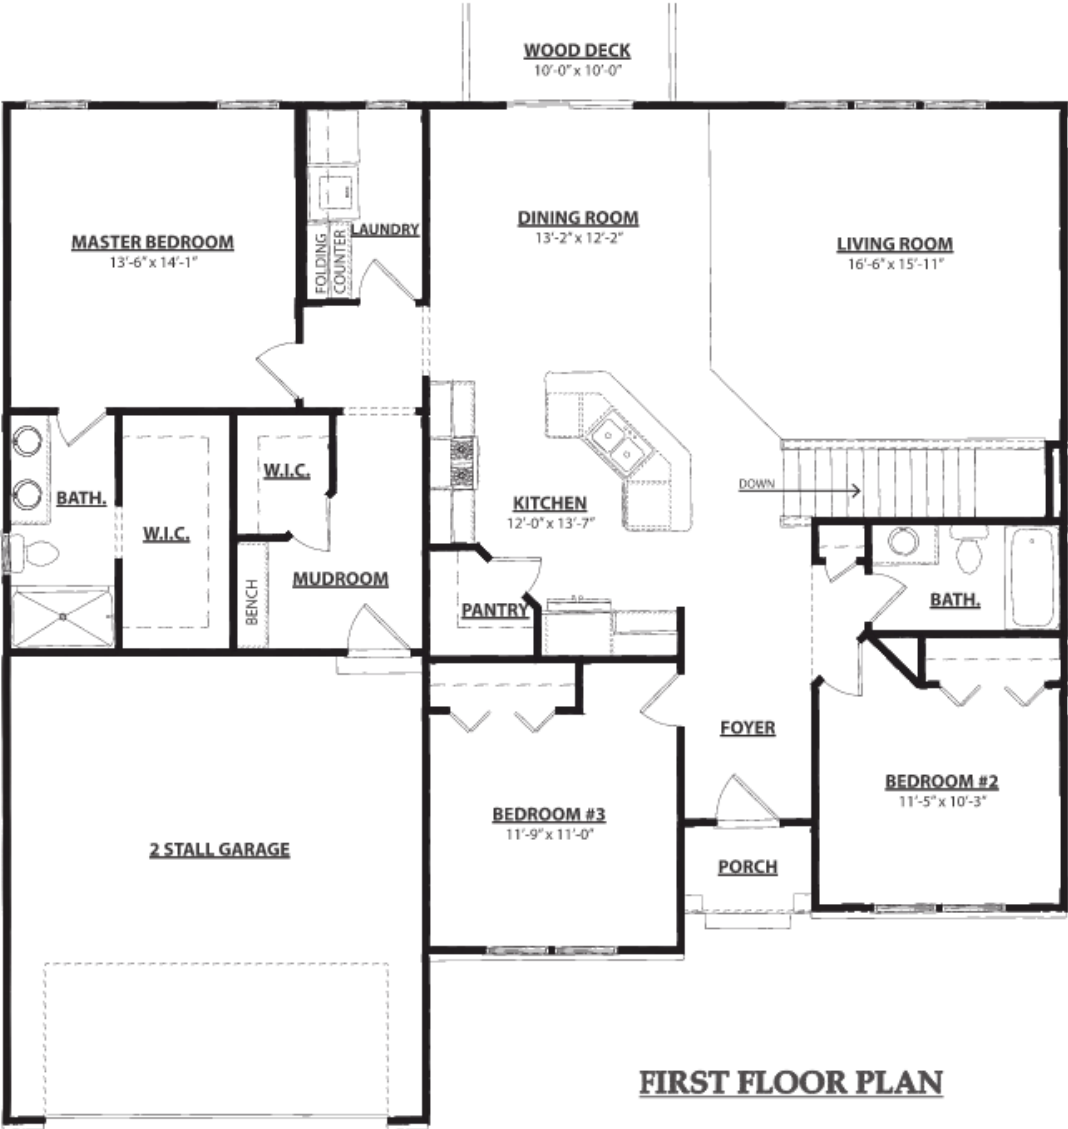 WOOD DECK
10'-0" x 10'-0"
MASTER BEDROOM
13'-6" x 14'-1"
FOLDING
COUNTER
LAUNDRY
DINING ROOM
13'-2" x 12'-2"
LIVING ROOM
16'-6" x 15'-11"
BATH.
W.I.C.
W.I.C.
MUDROOM
BENCH
KITCHEN
12'-0" x 13'-7"
PANTRY
DOWN
BATH.
FOYER
BEDROOM #2
11'-5" x 10'-3"
BEDROOM #3
11'-9" x 11'-0"
PORCH
2 STALL GARAGE
FIRST FLOOR PLAN